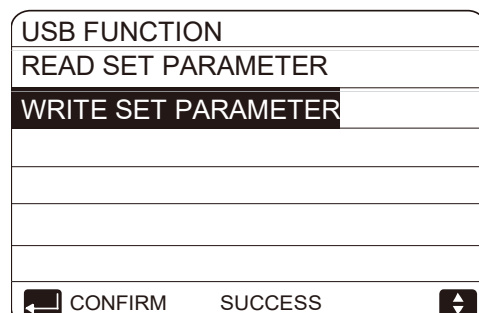 USB FUNCTION
READ SET PARAMETER
WRITE SET PARAMETER
CONFIRM SUCCESS